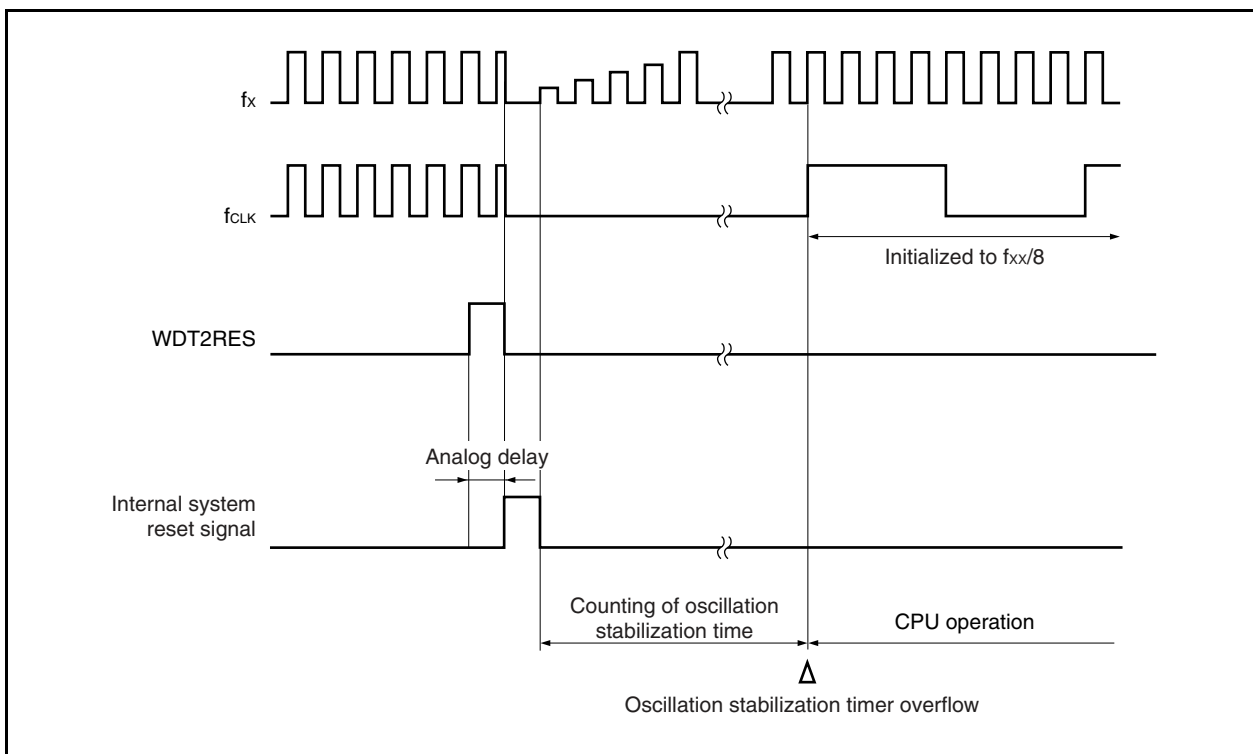 fX
fCLK
Initialized to fXX/8
WDT2RES
Analog delay
Internal system
reset signal
Counting of oscillation
stabilization time
CPU operation
Oscillation stabilization timer overflow